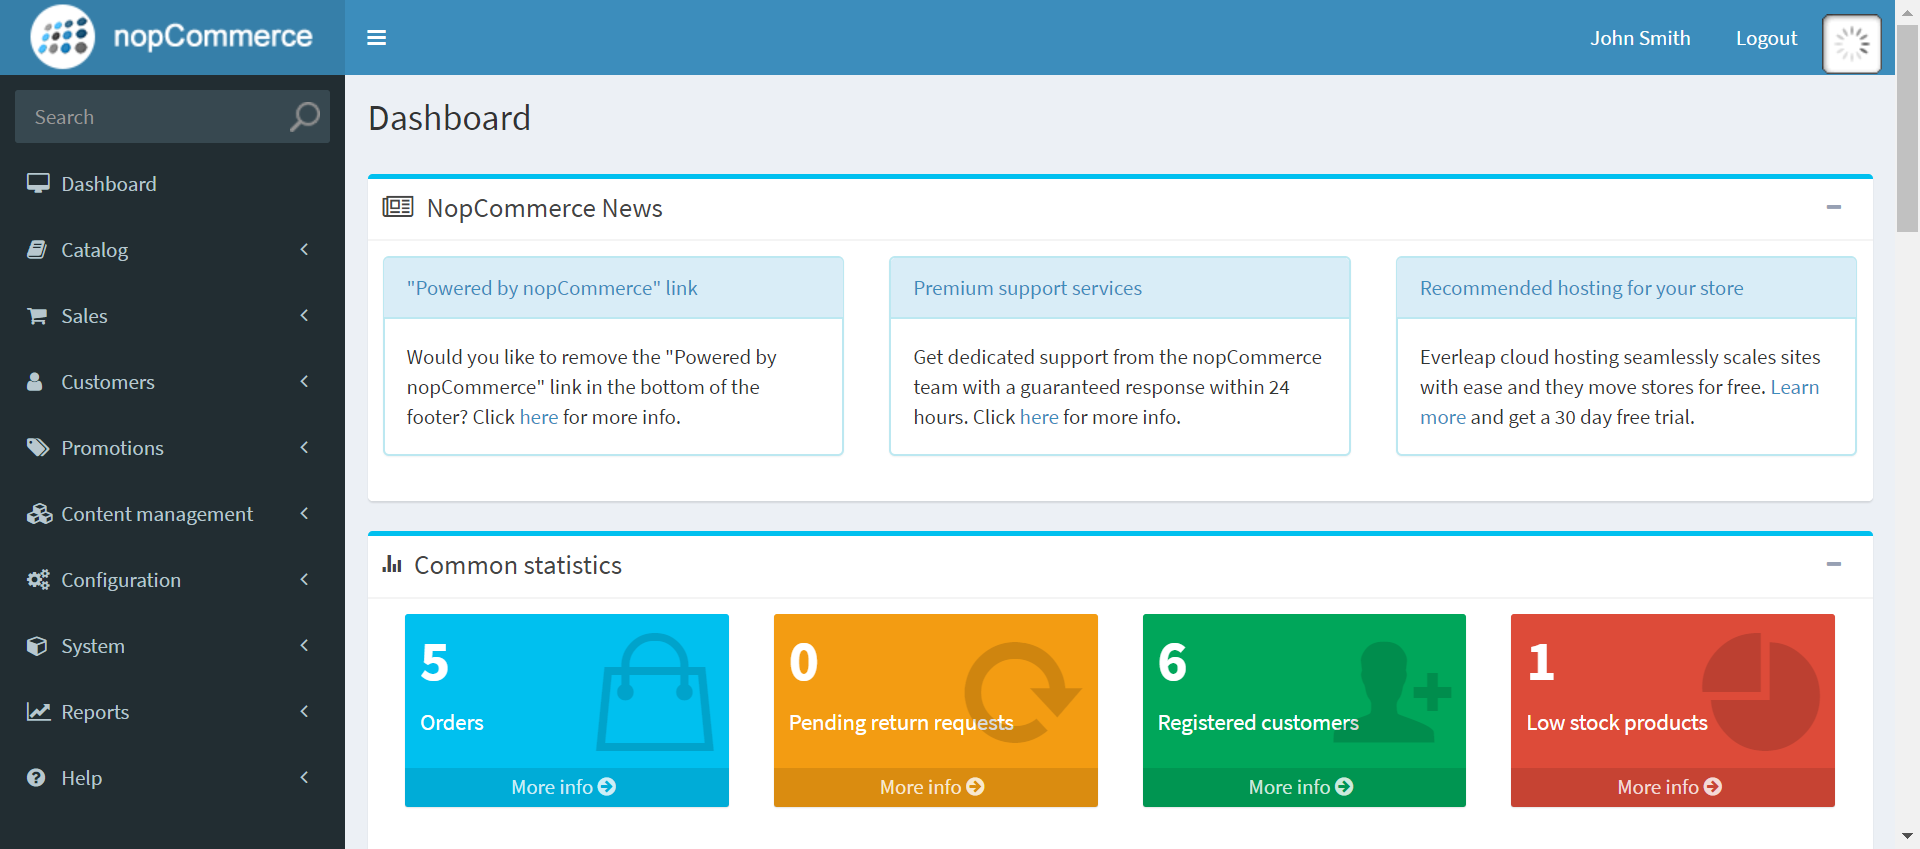 nopCommerce
John Smith
Logout
Search
Dashboard
Catalog
Sales
Customers
Promotions
Content management
Configuration
System
Reports
Help
Dashboard
NopCommerce News
"Powered by nopCommerce" link
Would you like to remove the "Powered by
nopCommerce" link in the bottom of the
footer? Click here for more info.
Premium support services
Get dedicated support from the nopCommerce
team with a guaranteed response within 24
hours. Click here for more info.
Recommended hosting for your store
Everleap cloud hosting seamlessly scales sites
with ease and they move stores for free. Learn
more and get a 30 day free trial.
Common statistics
5
Orders
More info
0
Pending return requests
More info
6
Registered customers
More info
1
Low stock products
More info